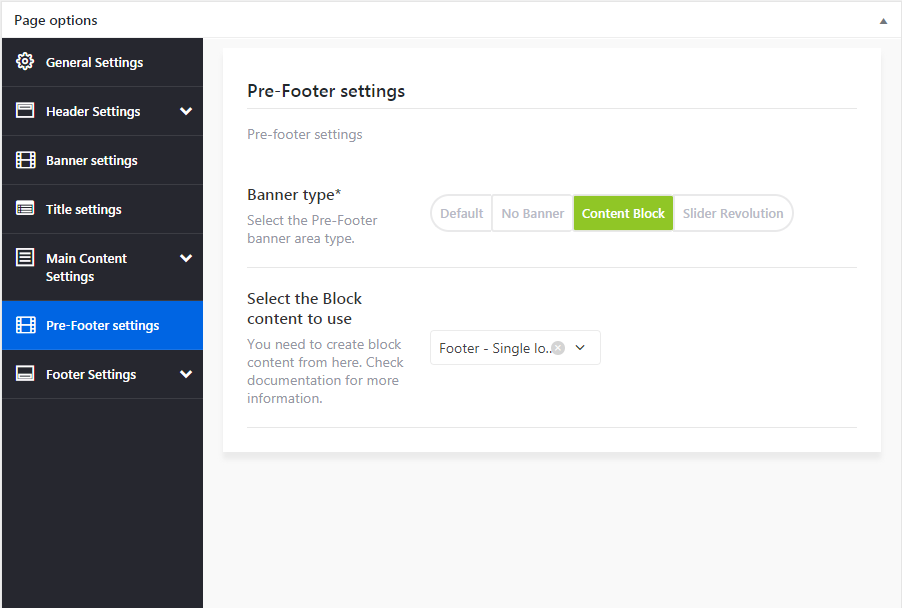 Page options
General Settings
Header Settings
Banner settings
Title settings
Main Content
Settings
Pre-Footer settings
Footer Settings
Pre-Footer settings
Pre-footer settings
Banner type*
Select the Pre-Footer
banner area type.
Default
No Banner
Content Block
Slider Revolution
Select the Block
content to use
You need to create block
content from here. Check
documentation for more
information.
Footer - Single lo..